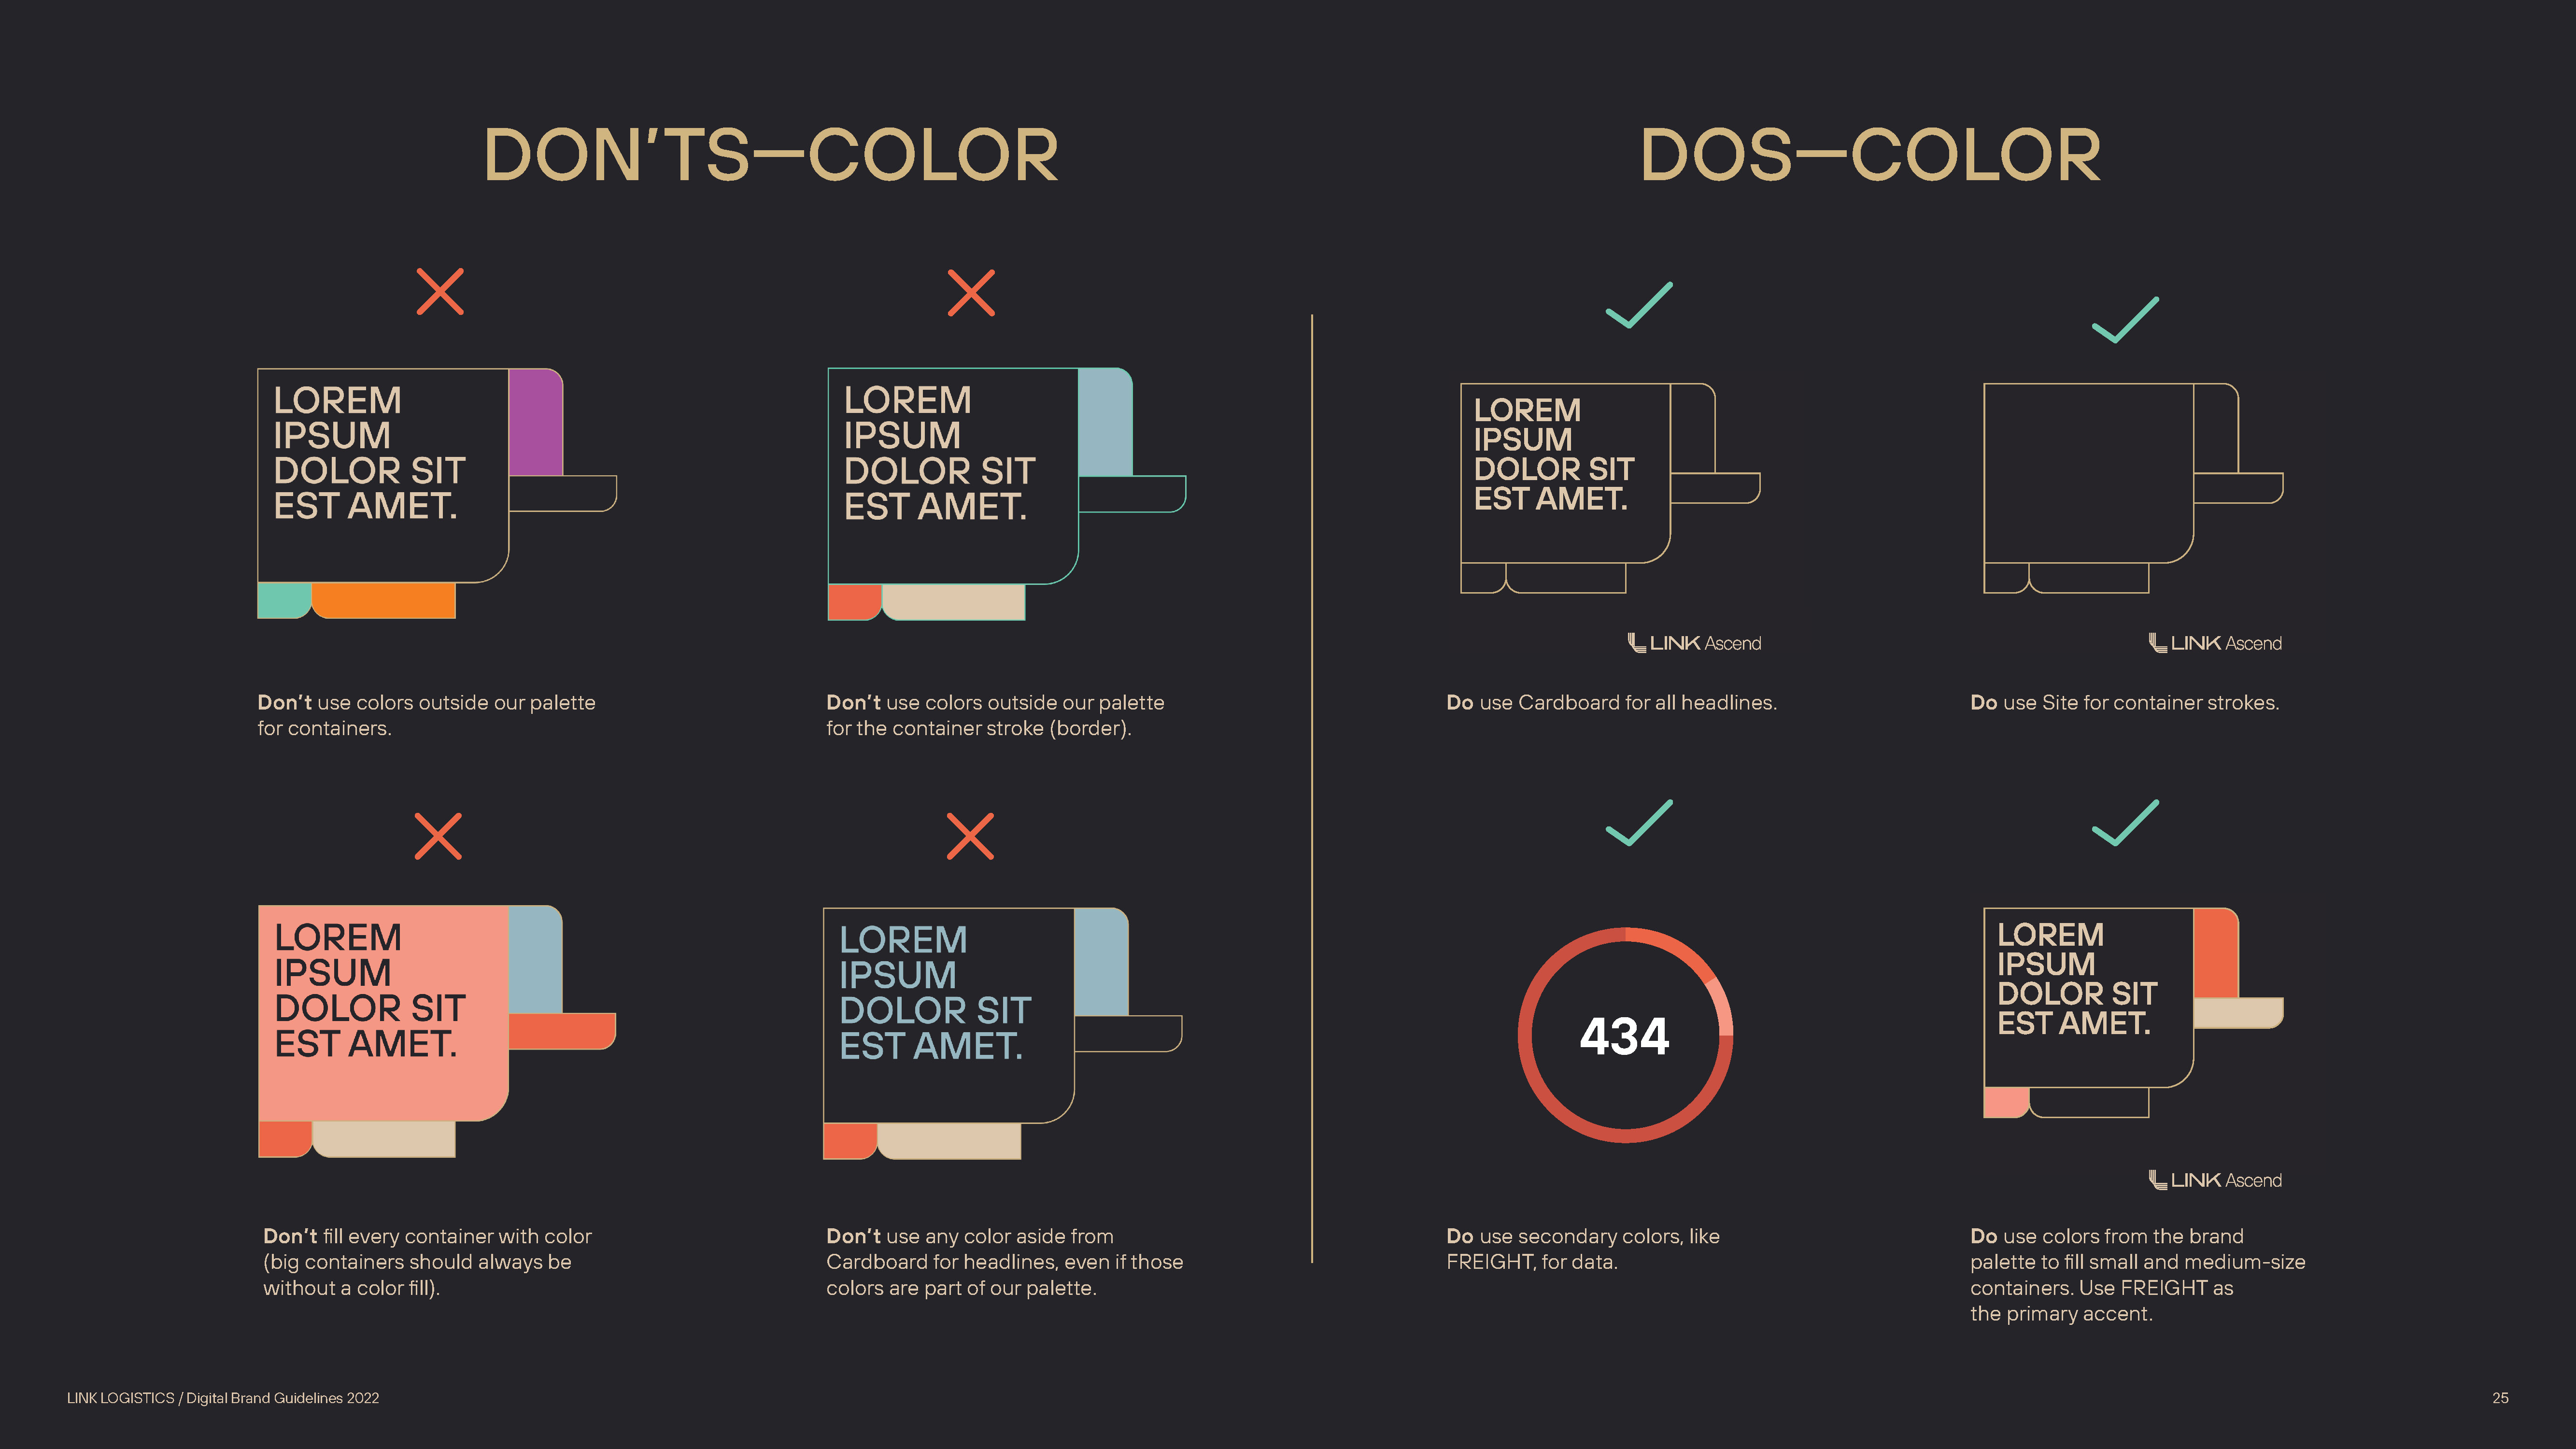 DON'TS—COLOR
LOREM
IPSUM
DOLOR SIT
EST AMET.
Don't use colors outside our palette
for containers.
LOREM
IPSUM
DOLOR SIT
EST AMET.
Don't use colors outside our palette
for the container stroke (border).
LOREM
IPSUM
DOLOR SIT
EST AMET.
Don't fill every container with color
(big containers should always be
without a color fill).
LOREM
IPSUM
DOLOR SIT
EST AMET.
Don't use any color aside from
Cardboard for headlines, even if those
colors are part of our palette.
DOS—COLOR
LOREM
IPSUM
DOLOR SIT
EST AMET.
LINK Ascend
Do use Cardboard for all headlines.
LINK Ascend
Do use Site for container strokes.
434
Do use secondary colors, like
FREIGHT, for data.
LOREM
IPSUM
DOLOR SIT
EST AMET.
LINK Ascend
Do use colors from the brand
palette to fill small and medium-size
containers. Use FREIGHT as
the primary accent.
LINK LOGISTICS / Digital Brand Guidelines 2022
25